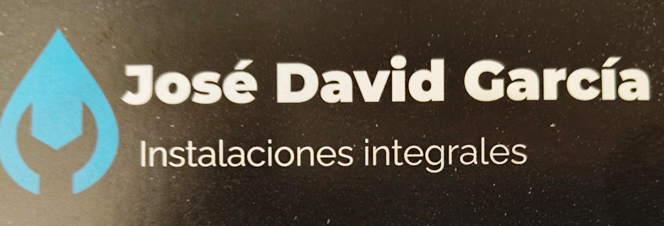 José David García
Instalaciones integrales